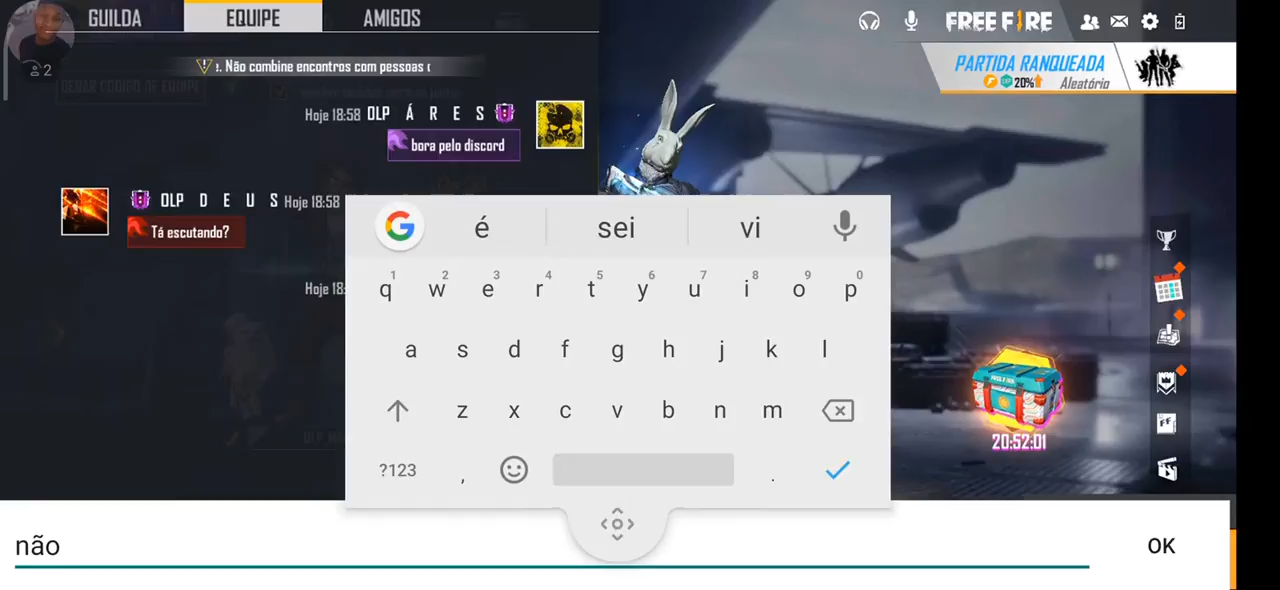 GUILDA EQUIPE AMIGOS
2
. Não combine encontros com pessoas
Hoje 18:58 OLP Á R E S
bora pelo discord
OLP D E U S Hoje 18:58
Tá escutando?
Hoje 18:
FREE FIRE
PARTIDA RANQUEADA
20% Aleatório
20:52:01
FF
é sei vi
1 2 3 4 5 6 7 8 9 0
q w e r t y u i o p
a s d f g h j k l
z x c v b n m
?123 , .
não
OK